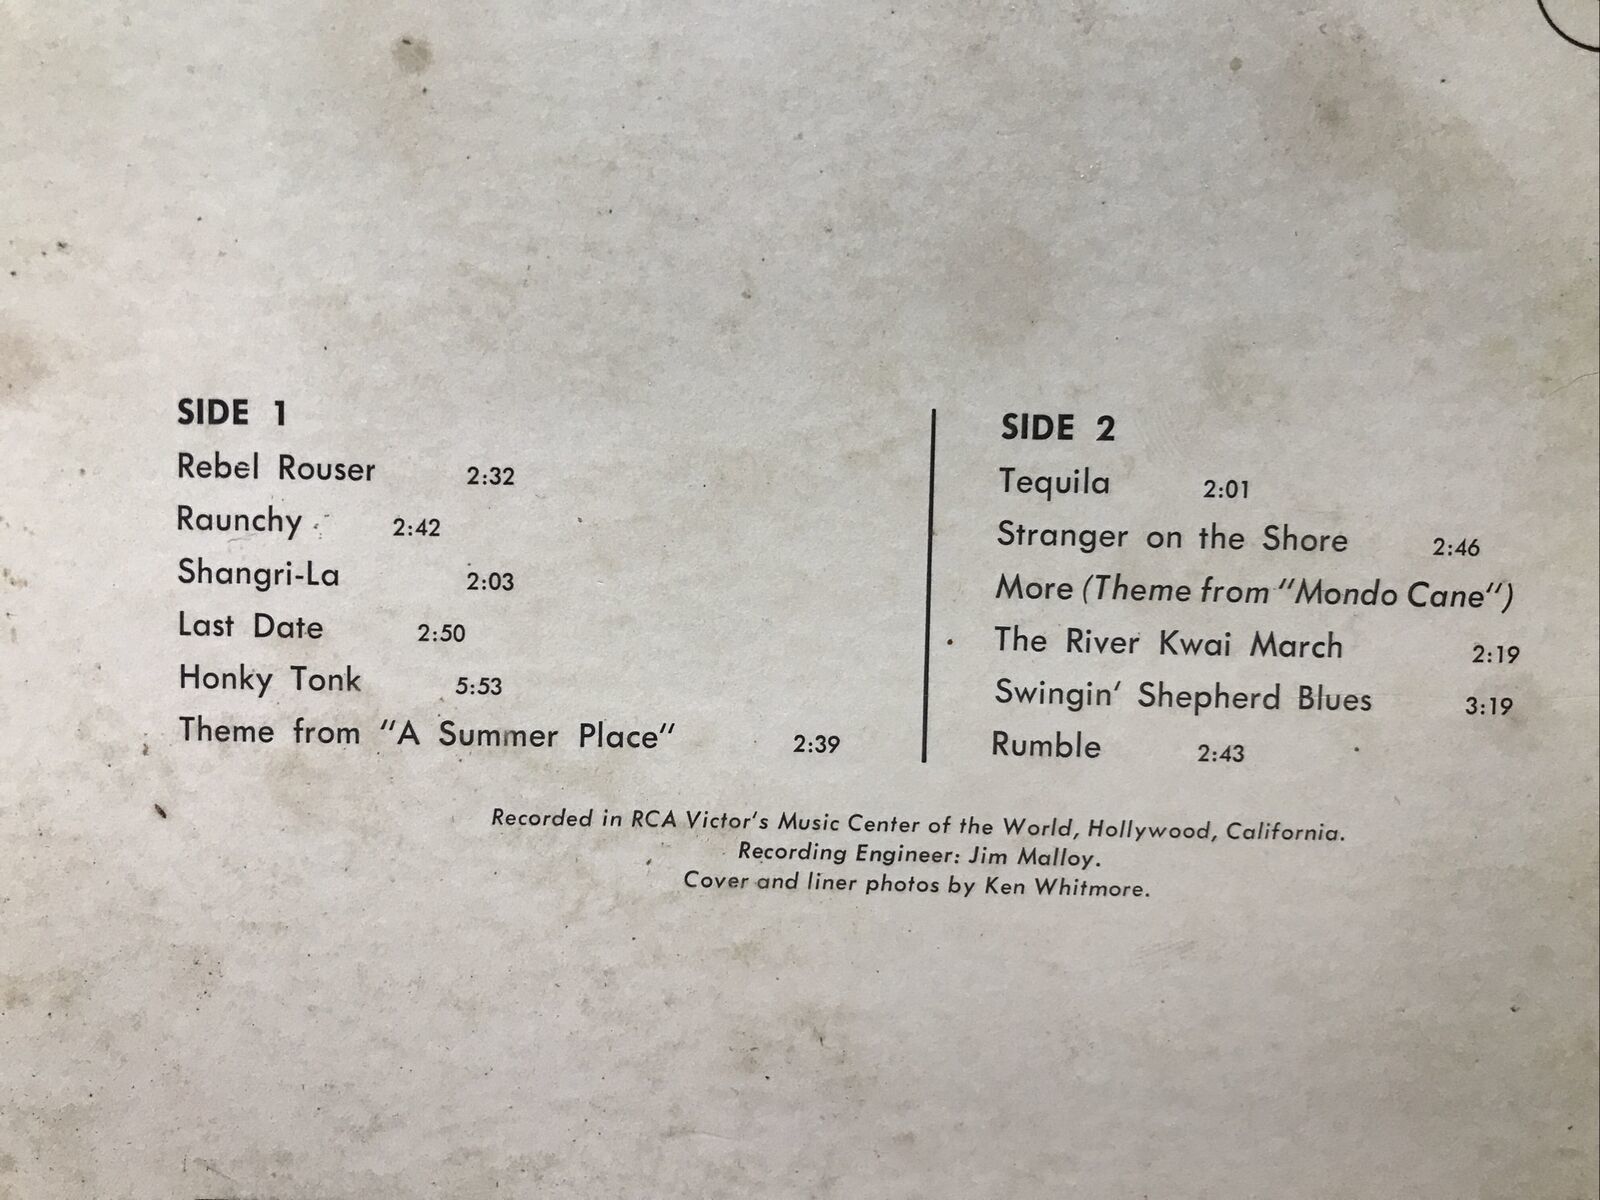 SIDE 1
Rebel Rouser 2:32
Raunchy 2:42
Shangri-La 2:03
Last Date 2:50
Honky Tonk 5:53
Theme from "A Summer Place" 2:39
SIDE 2
Tequila 2:01
Stranger on the Shore 2:46
More (Theme from "Mondo Cane")
The River Kwai March 2:19
Swingin' Shepherd Blues 3:19
Rumble 2:43
Recorded in RCA Victor's Music Center of the World, Hollywood, California.
Recording Engineer: Jim Malloy.
Cover and liner photos by Ken Whitmore.